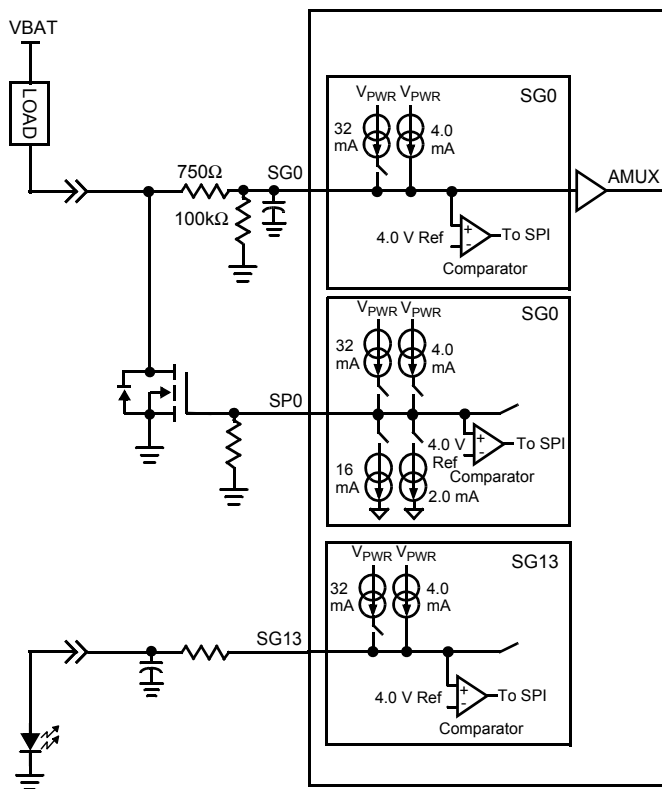 VBAT
LOAD
750Ω
100kΩ
SG0
VPWR VPWR
SG0
32 mA
4.0 mA
4.0 V Ref
+
-
To SPI
Comparator
AMUX
VPWR VPWR
SG0
32 mA
4.0 mA
SP0
16 mA
2.0 mA
4.0 V Ref
+
-
To SPI
Comparator
VPWR VPWR
SG13
32 mA
4.0 mA
SG13
4.0 V Ref
+
-
To SPI
Comparator